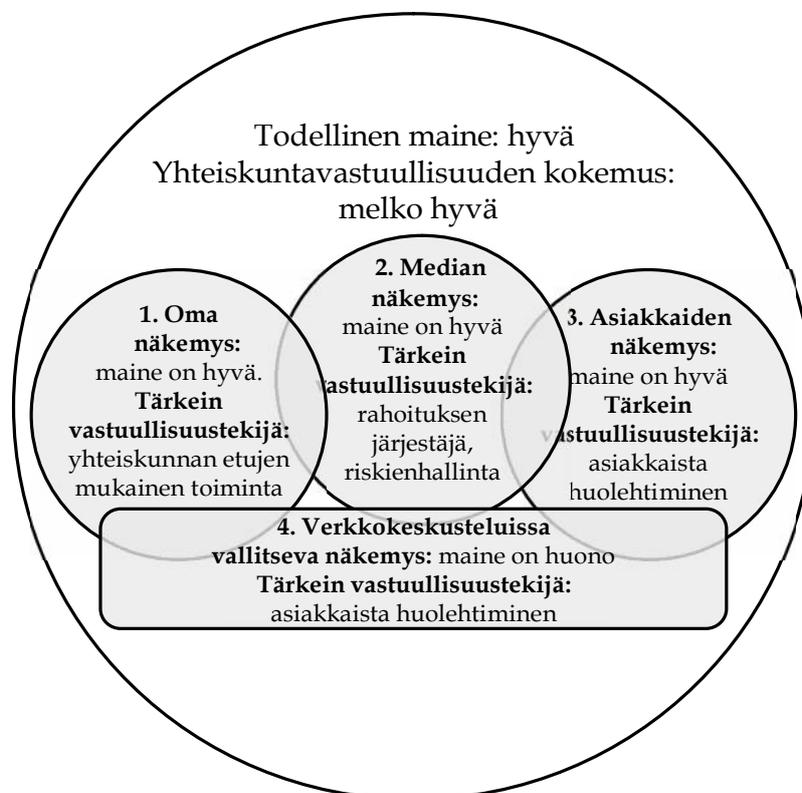 Todellinen maine: hyvä
Yhteiskuntavastuullisuuden kokemus:
melko hyvä
1. Oma
näkemys:
maine on hyvä.
Tärkein
vastuullisuustekijä:
yhteiskunnan etujen
mukainen toiminta
2. Median
näkemys:
maine on hyvä
Tärkein
vastuullisuustekijä:
rahoituksen
järjestäjä,
riskienhallinta
3. Asiakkaiden
näkemys:
maine on hyvä
Tärkein
vastuullisuustekijä:
asiakkaista
huolehtiminen
4. Verkkokeskusteluissa
vallitseva näkemys: maine on huono
Tärkein vastuullisuustekijä:
asiakkaista huolehtiminen